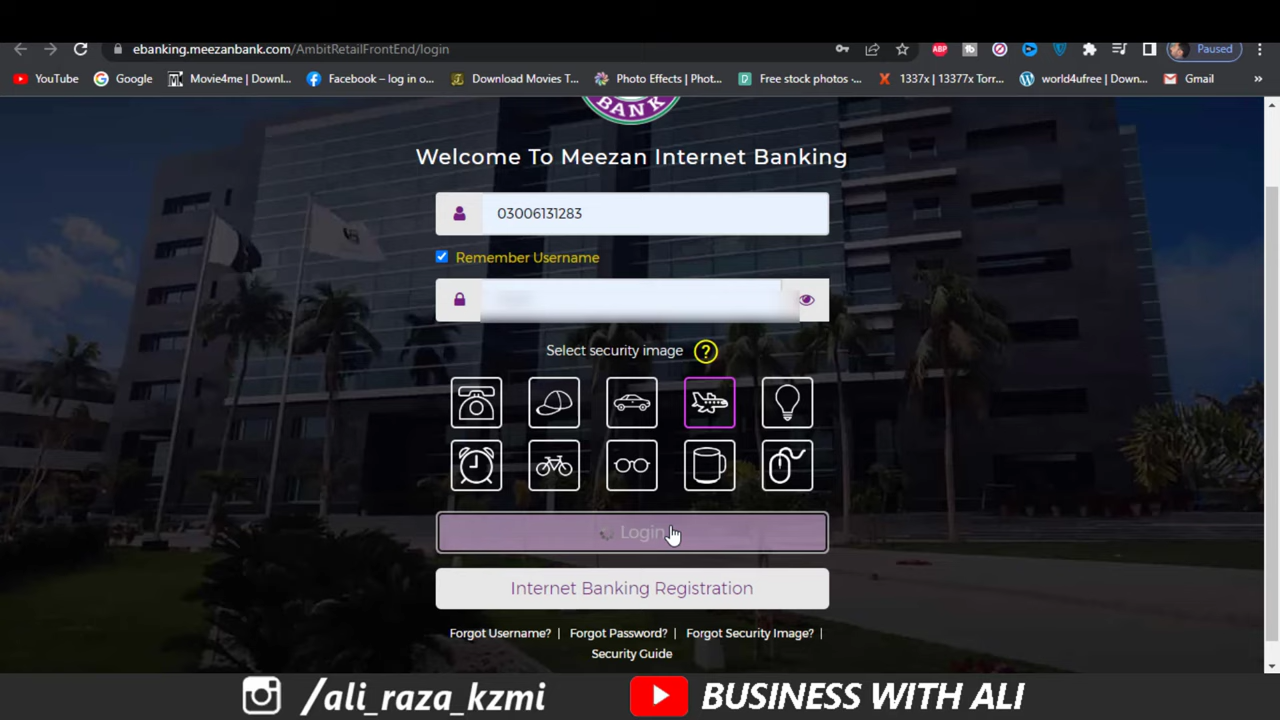 ebanking.meezanbank.com/AmbitRetailFrontEnd/login
ABP
Paused
YouTube
Google
Movie4me | Downl...
Facebook – log in o...
Download Movies T...
Photo Effects | Phot...
Free stock photos -...
1337x | 13377x Torr...
world4ufree | Down...
Gmail
»
BANK
Welcome To Meezan Internet Banking
03006131283
Remember Username
Select security image ?
Login
Internet Banking Registration
Forgot Username? | Forgot Password? | Forgot Security Image? |
Security Guide
/ali_raza_kzmi BUSINESS WITH ALI